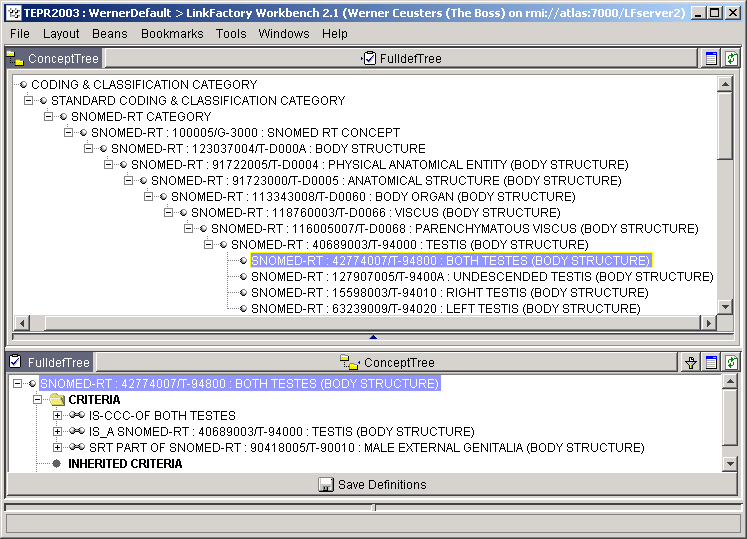 TEPR2003 : WernerDefault > LinkFactory Workbench 2.1 (Werner Ceusters (The Boss) on rmi://atlas:7000/LFserver2)
File Layout Beans Bookmarks Tools Windows Help
ConceptTree FulldefTree
CODING & CLASSIFICATION CATEGORY
STANDARD CODING & CLASSIFICATION CATEGORY
SNOMED-RT CATEGORY
SNOMED-RT : 100005/G-3000 : SNOMED RT CONCEPT
SNOMED-RT : 123037004/T-D000A : BODY STRUCTURE
SNOMED-RT : 91722005/T-D0004 : PHYSICAL ANATOMICAL ENTITY (BODY STRUCTURE)
SNOMED-RT : 91723000/T-D0005 : ANATOMICAL STRUCTURE (BODY STRUCTURE)
SNOMED-RT : 113343008/T-D0060 : BODY ORGAN (BODY STRUCTURE)
SNOMED-RT : 118760003/T-D0066 : VISCUS (BODY STRUCTURE)
SNOMED-RT : 116005007/T-D0068 : PARENCHYMATOUS VISCUS (BODY STRUCTURE)
SNOMED-RT : 40689003/T-94000 : TESTIS (BODY STRUCTURE)
SNOMED-RT : 42774007/T-94800 : BOTH TESTES (BODY STRUCTURE)
SNOMED-RT : 127907005/T-9400A : UNDESCENDED TESTIS (BODY STRUCTURE)
SNOMED-RT : 15598003/T-94010 : RIGHT TESTIS (BODY STRUCTURE)
SNOMED-RT : 63239009/T-94020 : LEFT TESTIS (BODY STRUCTURE)
FulldefTree ConceptTree
SNOMED-RT : 42774007/T-94800 : BOTH TESTES (BODY STRUCTURE)
CRITERIA
IS-CCC-OF BOTH TESTES
IS_A SNOMED-RT : 40689003/T-94000 : TESTIS (BODY STRUCTURE)
SRT PART OF SNOMED-RT : 90418005/T-90010 : MALE EXTERNAL GENITALIA (BODY STRUCTURE)
INHERITED CRITERIA
Save Definitions